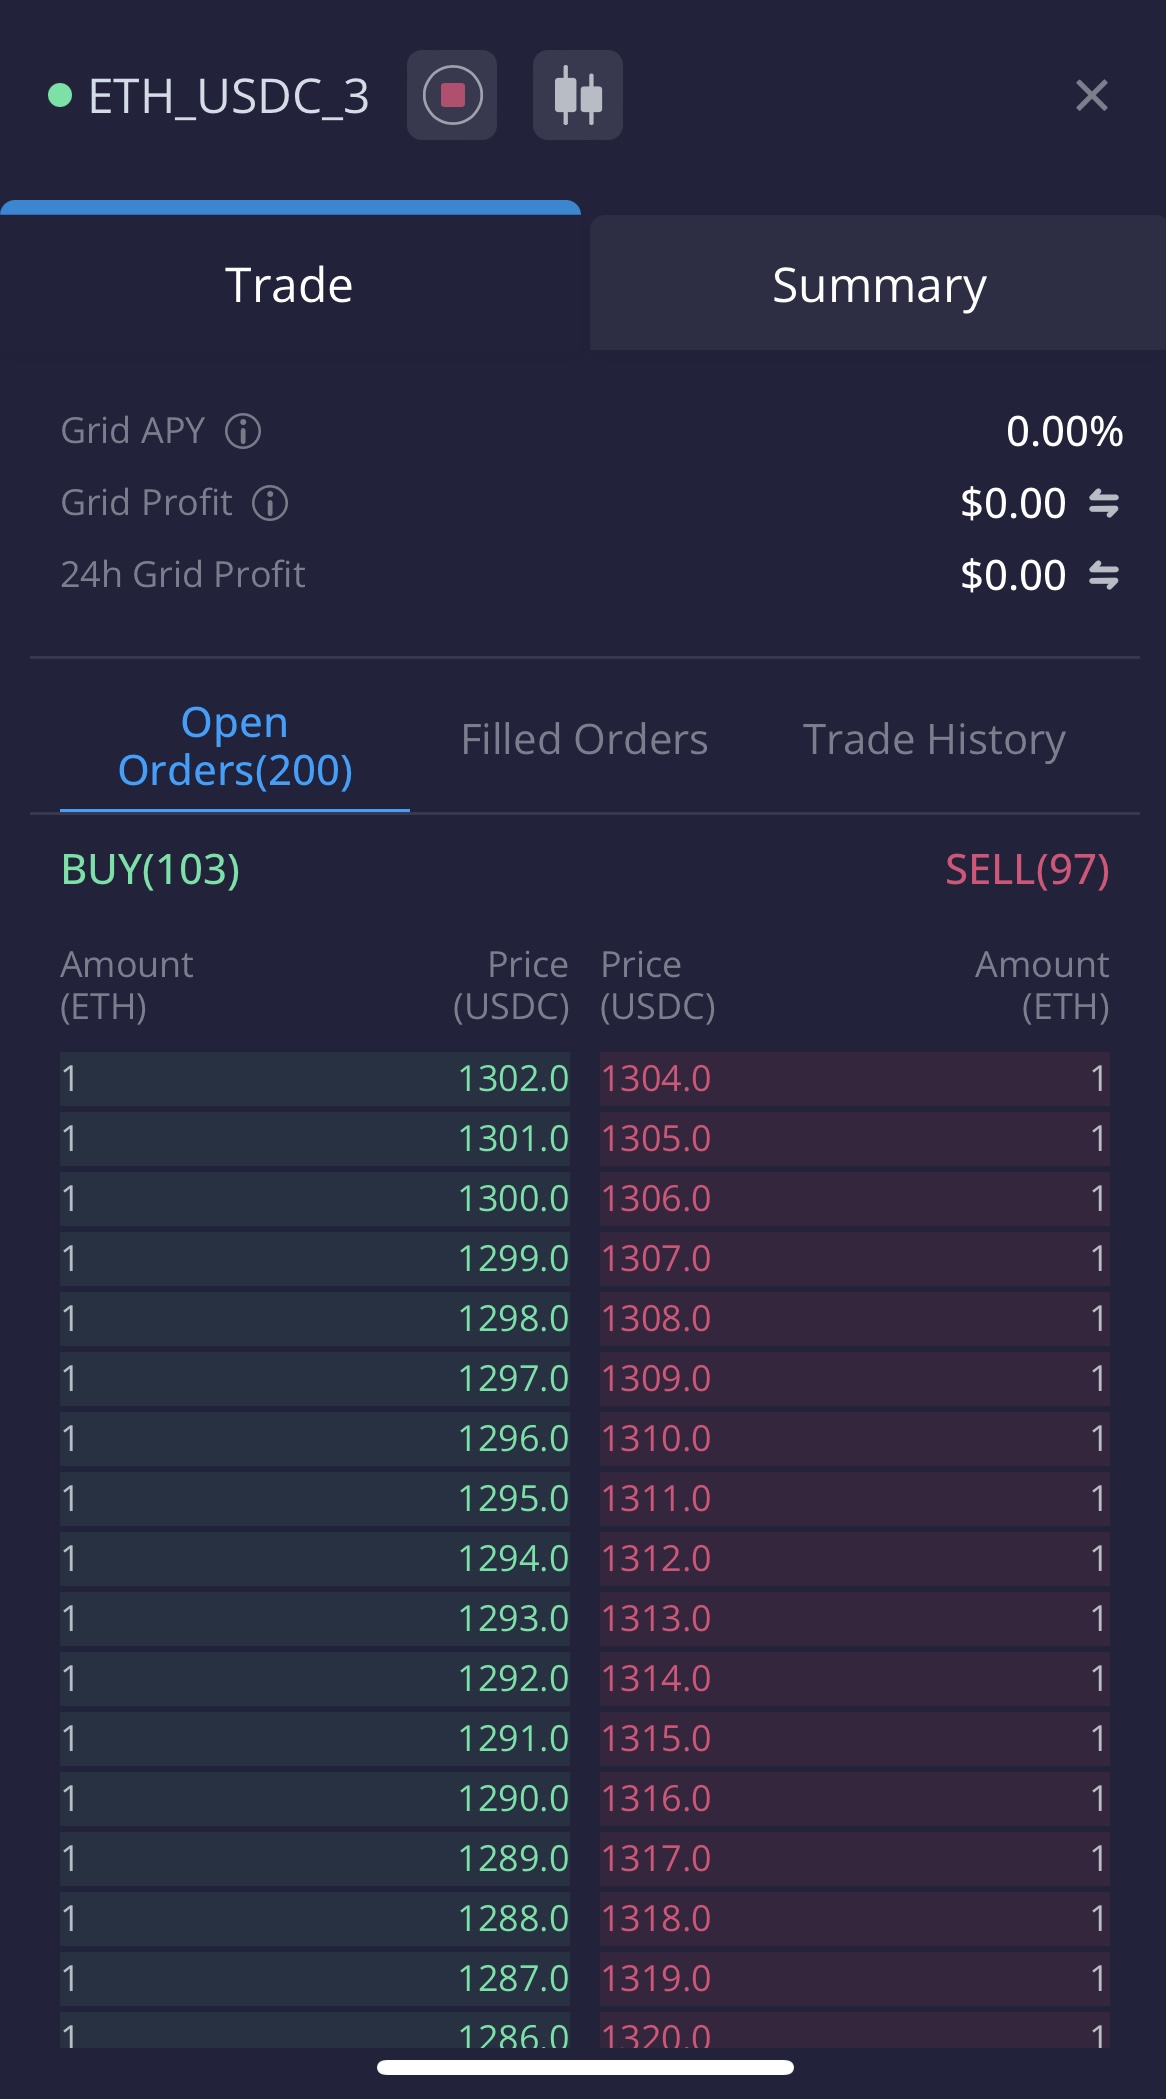 ETH_USDC_3
Trade
Summary
Grid APY
0.00%
Grid Profit
$0.00
24h Grid Profit
$0.00
Open
Orders(200)
Filled Orders
Trade History
BUY(103)
SELL(97)
Amount
(ETH)
Price
(USDC)
Price
(USDC)
Amount
(ETH)
1 1302.0 1304.0 1
1 1301.0 1305.0 1
1 1300.0 1306.0 1
1 1299.0 1307.0 1
1 1298.0 1308.0 1
1 1297.0 1309.0 1
1 1296.0 1310.0 1
1 1295.0 1311.0 1
1 1294.0 1312.0 1
1 1293.0 1313.0 1
1 1292.0 1314.0 1
1 1291.0 1315.0 1
1 1290.0 1316.0 1
1 1289.0 1317.0 1
1 1288.0 1318.0 1
1 1287.0 1319.0 1
1 1286.0 1320.0 1